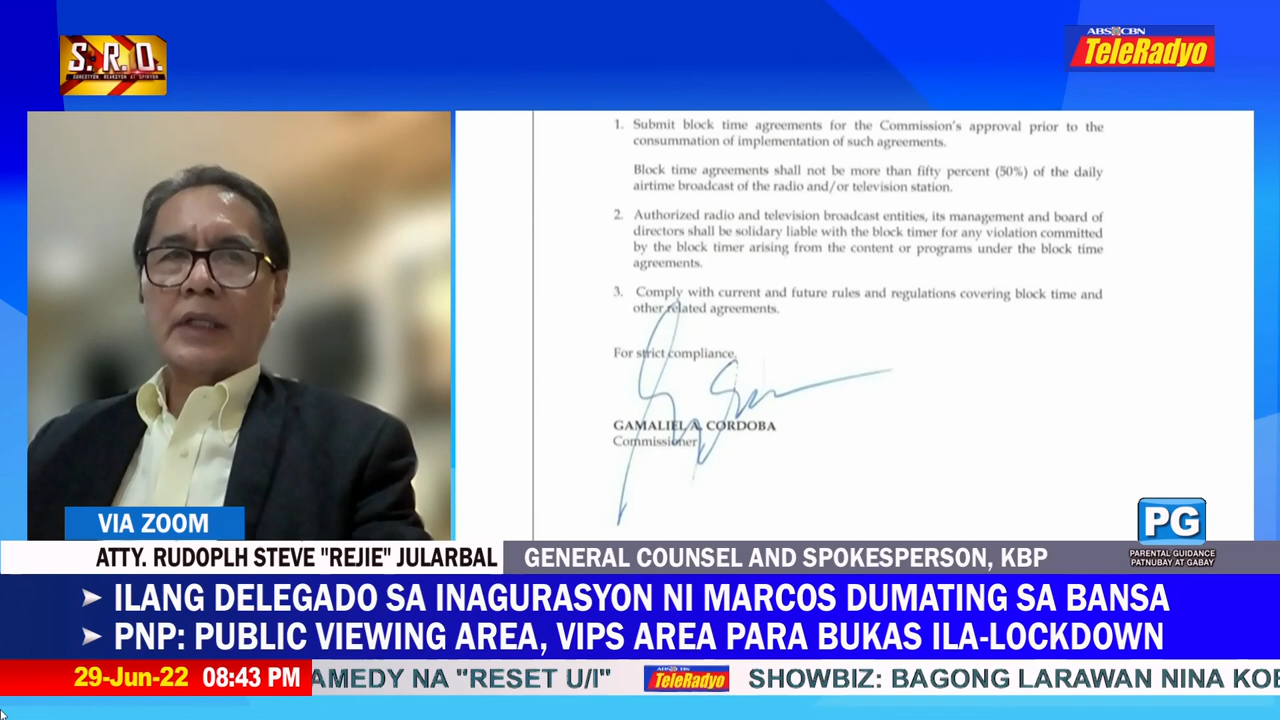 S.R.O.
SUHESTIYON, REAKSIYON AT OPINYON
ABS-CBN
TeleRadyo
1. Submit block time agreements for the Commission's approval prior to the
consummation of implementation of such agreements.
Block time agreements shall not be more than fifty percent (50%) of the daily
airtime broadcast of the radio and/or television station.
2. Authorized radio and television broadcast entities, its management and board of
directors shall be solidary liable with the block timer for any violation committed
by the block timer arising from the content or programs under the block time
agreements.
3. Comply with current and future rules and regulations covering block time and
other related agreements.
For strict compliance.
GAMALIEL A. CORDOBA
Commissioner
VIA ZOOM
PG
PARENTAL GUIDANCE
PATNUBAY AT GABAY
ATTY. RUDOPLH STEVE "REJIE" JULARBAL
GENERAL COUNSEL AND SPOKESPERSON, KBP
ILANG DELEGADO SA INAGURASYON NI MARCOS DUMATING SA BANSA
PNP: PUBLIC VIEWING AREA, VIPS AREA PARA BUKAS ILA-LOCKDOWN
29-Jun-22 08:43 PM AMEDY NA "RESET U/I" ABS-CBN TeleRadyo SHOWBIZ: BAGONG LARAWAN NINA KOB